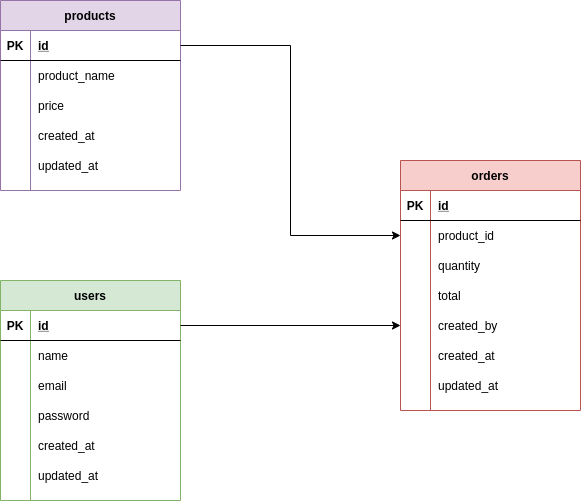 products
PK id
product_name
price
created_at
updated_at
orders
PK id
product_id
quantity
total
created_by
created_at
updated_at
users
PK id
name
email
password
created_at
updated_at